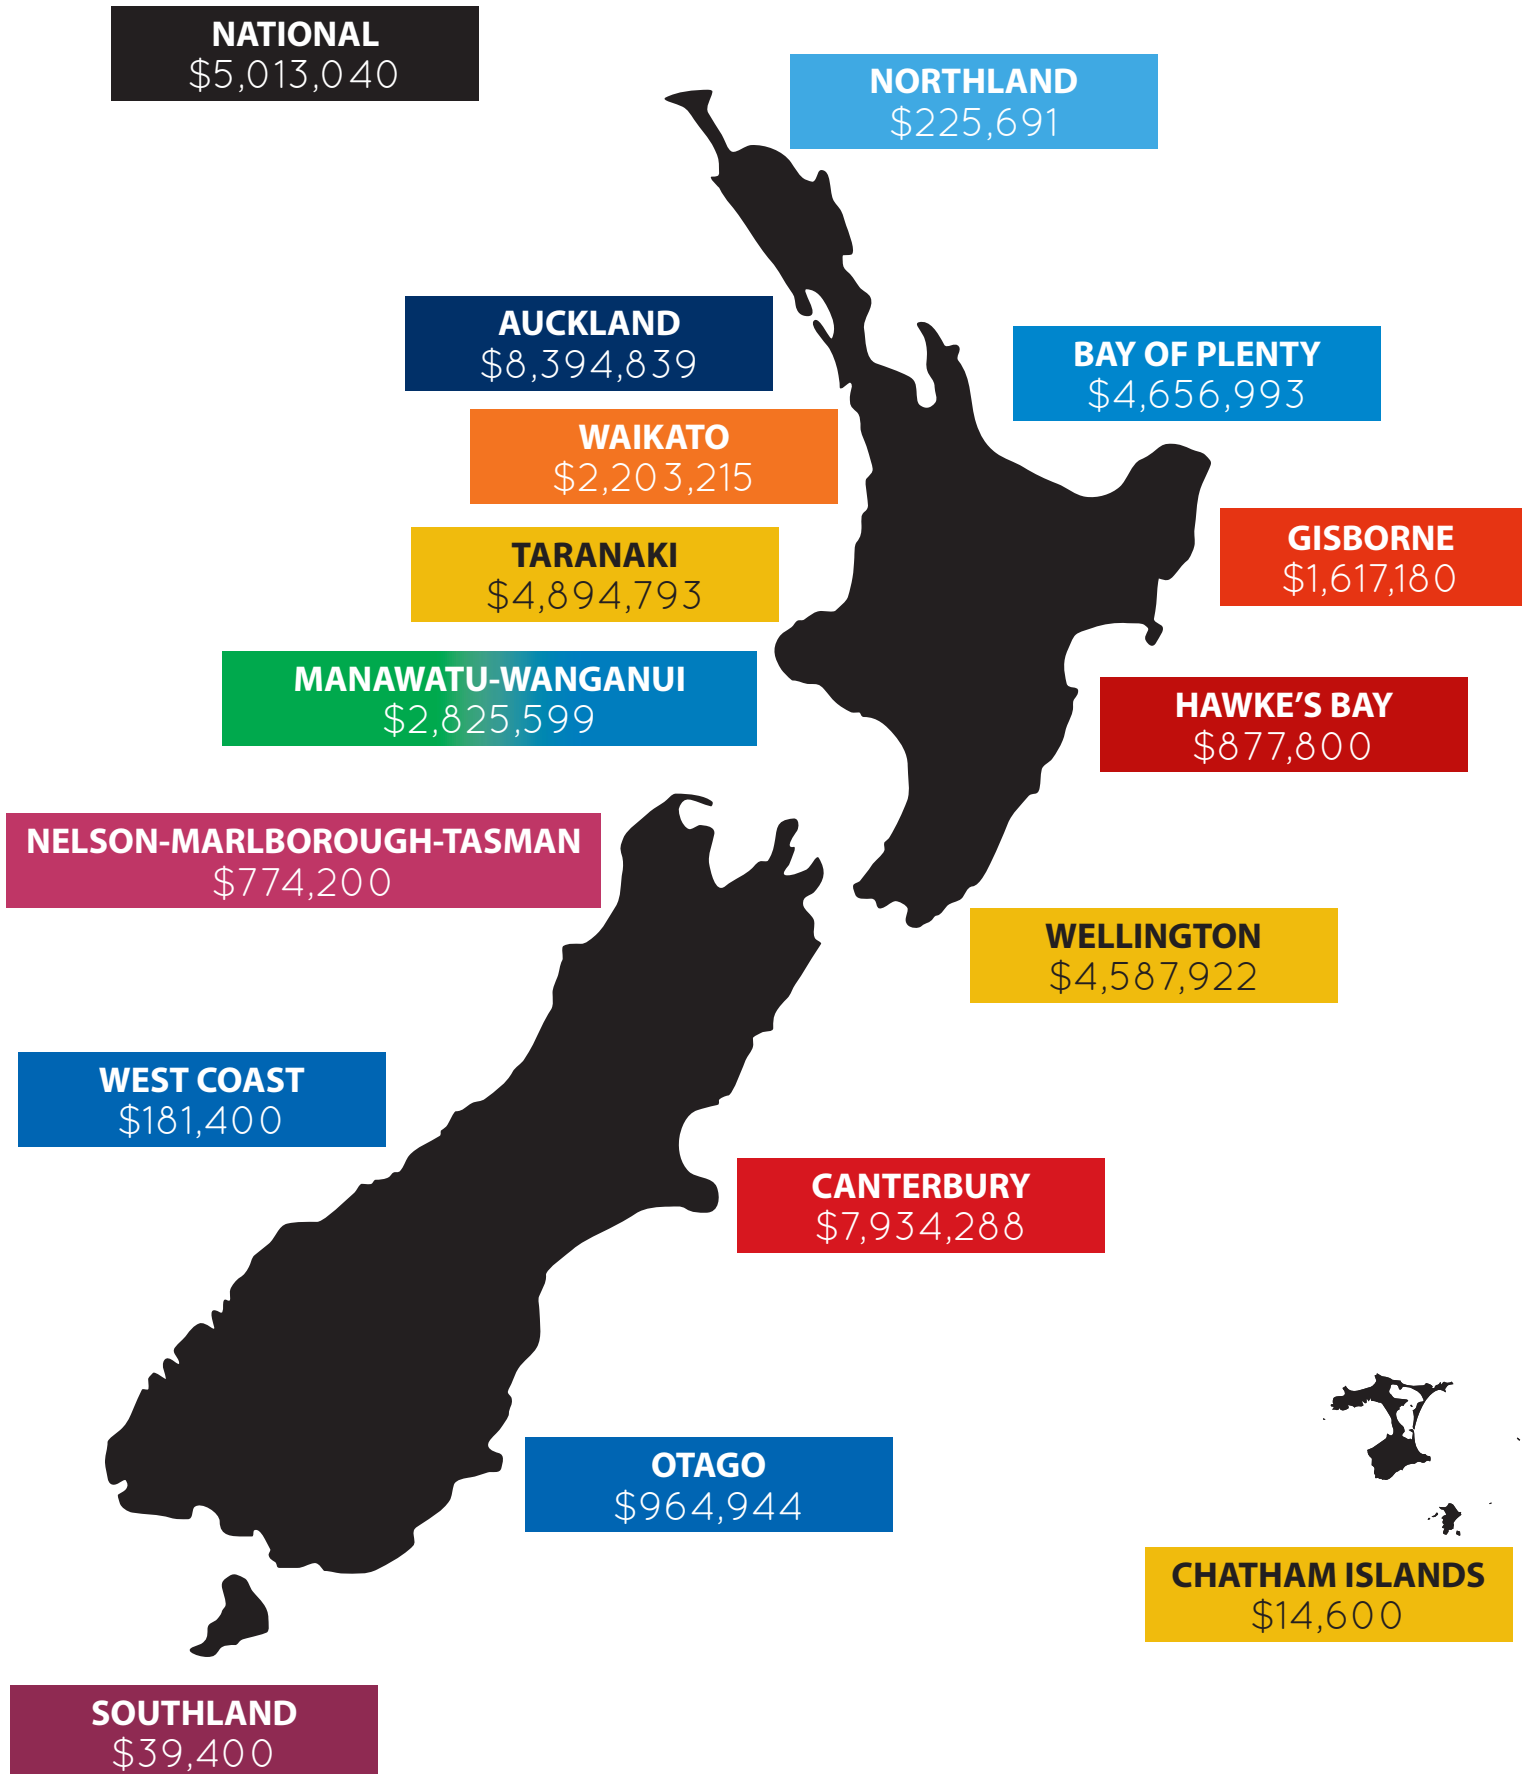 NATIONAL
$5,013,040
NORTHLAND
$225,691
AUCKLAND
$8,394,839
BAY OF PLENTY
$4,656,993
WAIKATO
$2,203,215
TARANAKI
$4,894,793
GISBORNE
$1,617,180
MANAWATU-WANGANUI
$2,825,599
HAWKE’S BAY
$877,800
NELSON-MARLBOROUGH-TASMAN
$774,200
WELLINGTON
$4,587,922
WEST COAST
$181,400
CANTERBURY
$7,934,288
OTAGO
$964,944
CHATHAM ISLANDS
$14,600
SOUTHLAND
$39,400